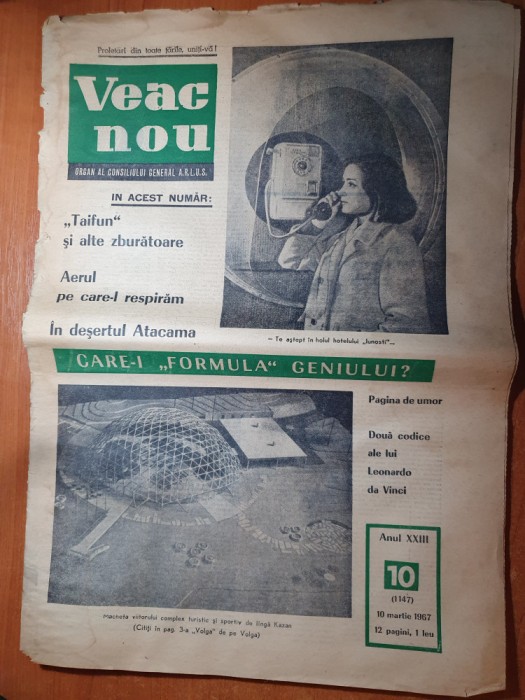 Proletari din toate țările, uniți-vă!
Veac
nou
ORGAN AL CONSILIULUI GENERAL A.R.L.U.S.
IN ACEST NUMĂR:
„Taifun“
și alte zburătoare
Aerul
pe care-l respirăm
În deșertul Atacama
— Te aștept în holul hotelului „Iunosti“...
CARE-I „FORMULA“ GENIULUI?
Pagina de umor
Două codice
ale lui
Leonardo
da Vinci
Anul XXIII
10
(1147)
10 martie 1967
12 pagini, 1 leu
Macheta viitorului complex turistic și sportiv de lîngă Kazan
(Citiți în pag. 3-a „Volga“ de pe Volga)